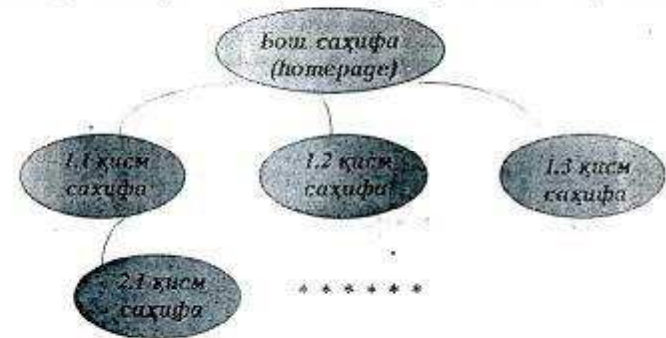 Бош саҳифа
(homepage)
1.1 қисм
саҳифа
1.2 қисм
саҳифа
1.3 қисм
саҳифа
2.1 қисм
саҳифа
* * * * * *